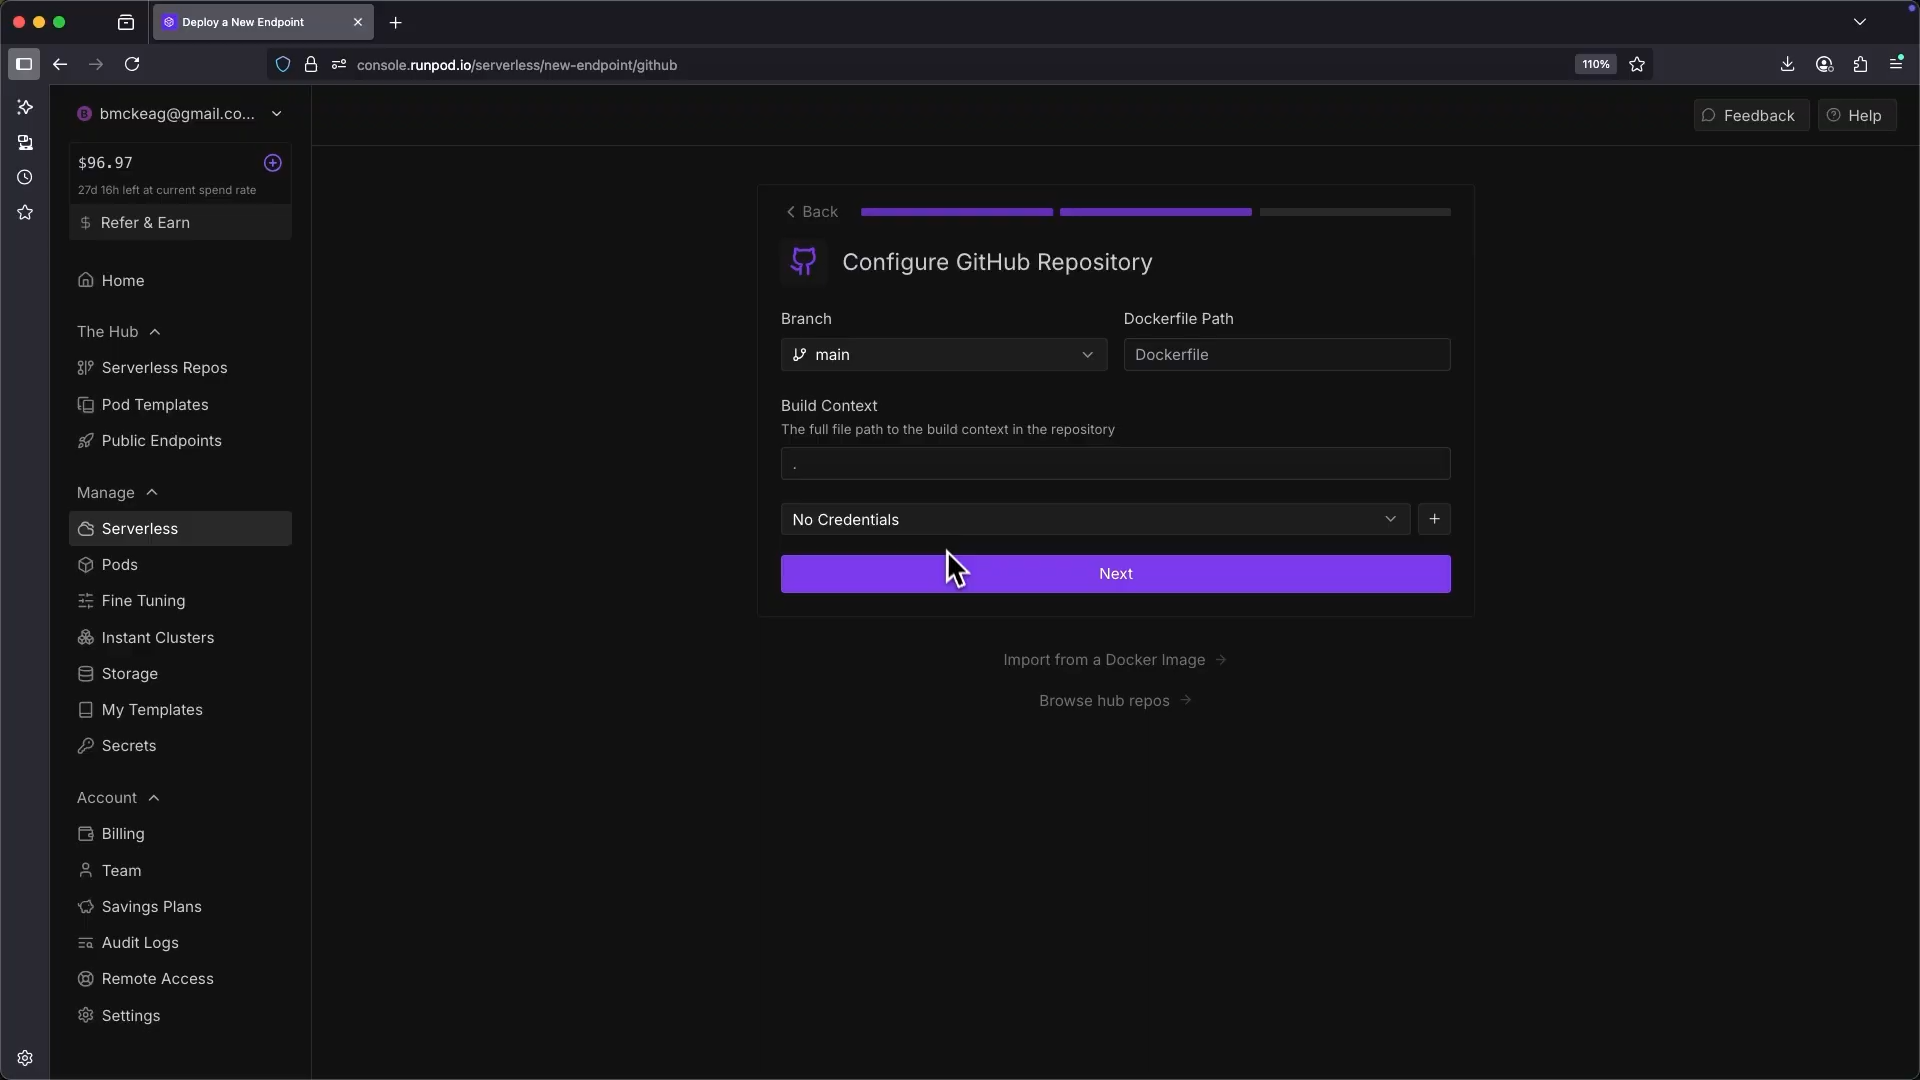 Deploy a New Endpoint
console.runpod.io/serverless/new-endpoint/github
110%
bmckeag@gmail.co...
$96.97
27d 16h left at current spend rate
Refer & Earn
Home
The Hub
Serverless Repos
Pod Templates
Public Endpoints
Manage
Serverless
Pods
Fine Tuning
Instant Clusters
Storage
My Templates
Secrets
Account
Billing
Team
Savings Plans
Audit Logs
Remote Access
Settings
Feedback
Help
Back
Configure GitHub Repository
Branch
Dockerfile Path
main
Dockerfile
Build Context
The full file path to the build context in the repository
.
No Credentials
Next
Import from a Docker Image
Browse hub repos